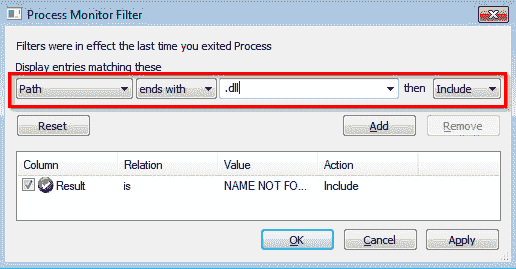 Process Monitor Filter
Filters were in effect the last time you exited Process
Display entries matching these
Path ends with .dll then Include
Reset Add Remove
Column Relation Value Action
Result is NAME NOT FO... Include
OK Cancel Apply